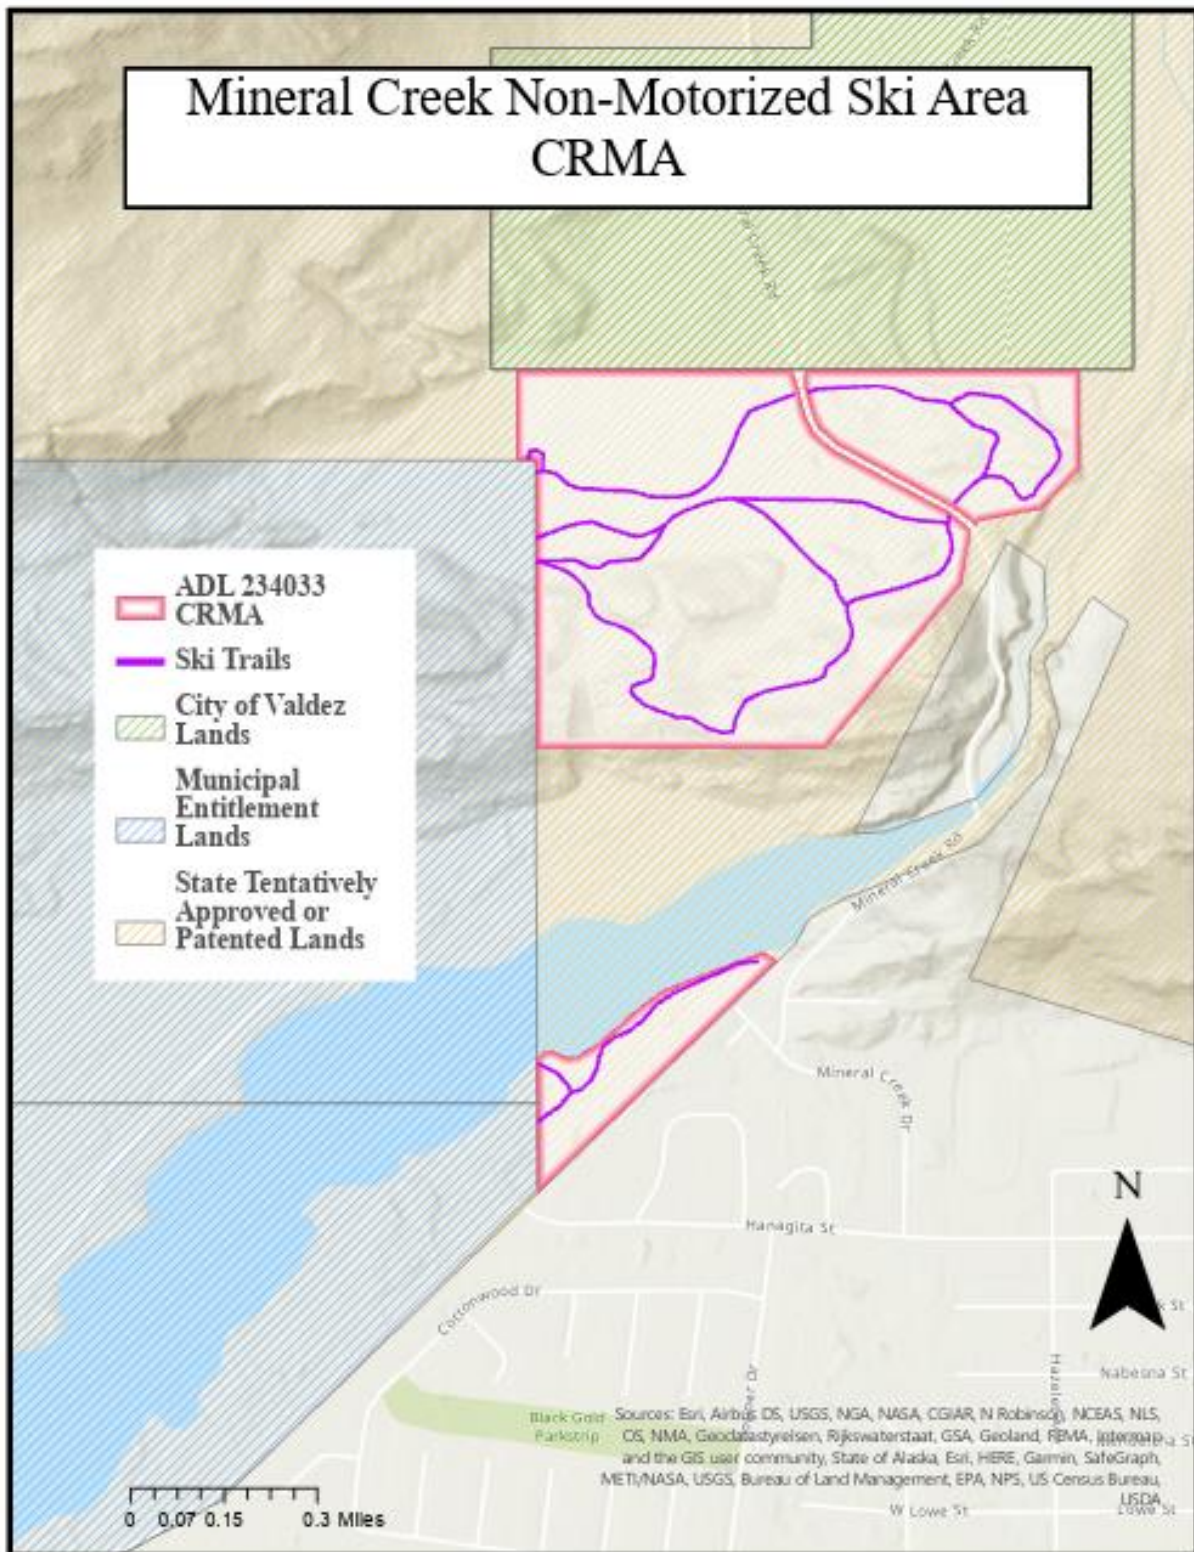 Mineral Creek Non-Motorized Ski Area
CRMA
ral Creek Rd
ADL 234033
CRMA
Ski Trails
City of Valdez
Lands
Municipal
Entitlement
Lands
State Tentatively
Approved or
Patented Lands
Mineral Creek Rd
Mineral Creek Dr
Hanagita St
N
Cottonwood Dr
k St
Nabesna St
Black Gold
Parkstrip
Sources: Esri, Airbus DS, USGS, NGA, NASA, CGIAR, N Robinson, NCEAS, NLS,
OS, NMA, Geodatastyrelsen, Rijkswaterstaat, GSA, Geoland, FEMA, Intermap
and the GIS user community, State of Alaska, Esri, HERE, Garmin, SafeGraph,
METI/NASA, USGS, Bureau of Land Management, EPA, NPS, US Census Bureau,
USDA
W Lowe St
Lowe St
0 0.07 0.15 0.3 Miles